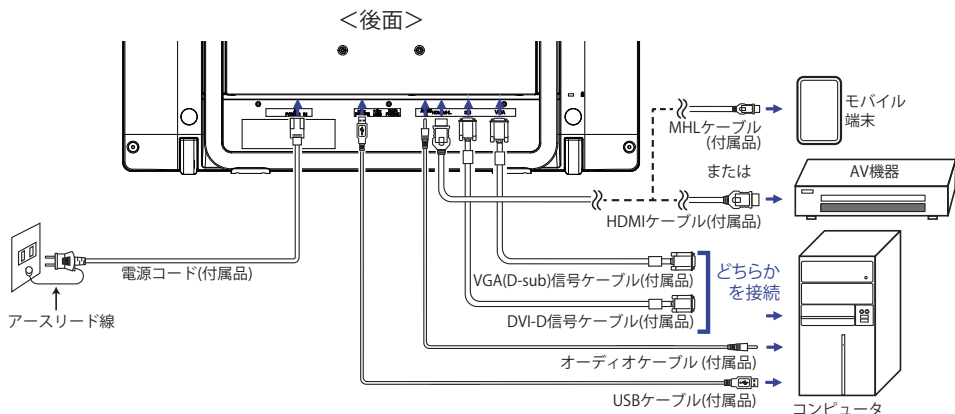 ＜後面＞
モバイル
端末
MHLケーブル
(付属品)
または
AV機器
HDMIケーブル(付属品)
電源コード(付属品)
アースリード線
VGA(D-sub)信号ケーブル(付属品)
どちらか
を接続
DVI-D信号ケーブル(付属品)
オーディオケーブル(付属品)
USBケーブル(付属品)
コンピュータ
VGA